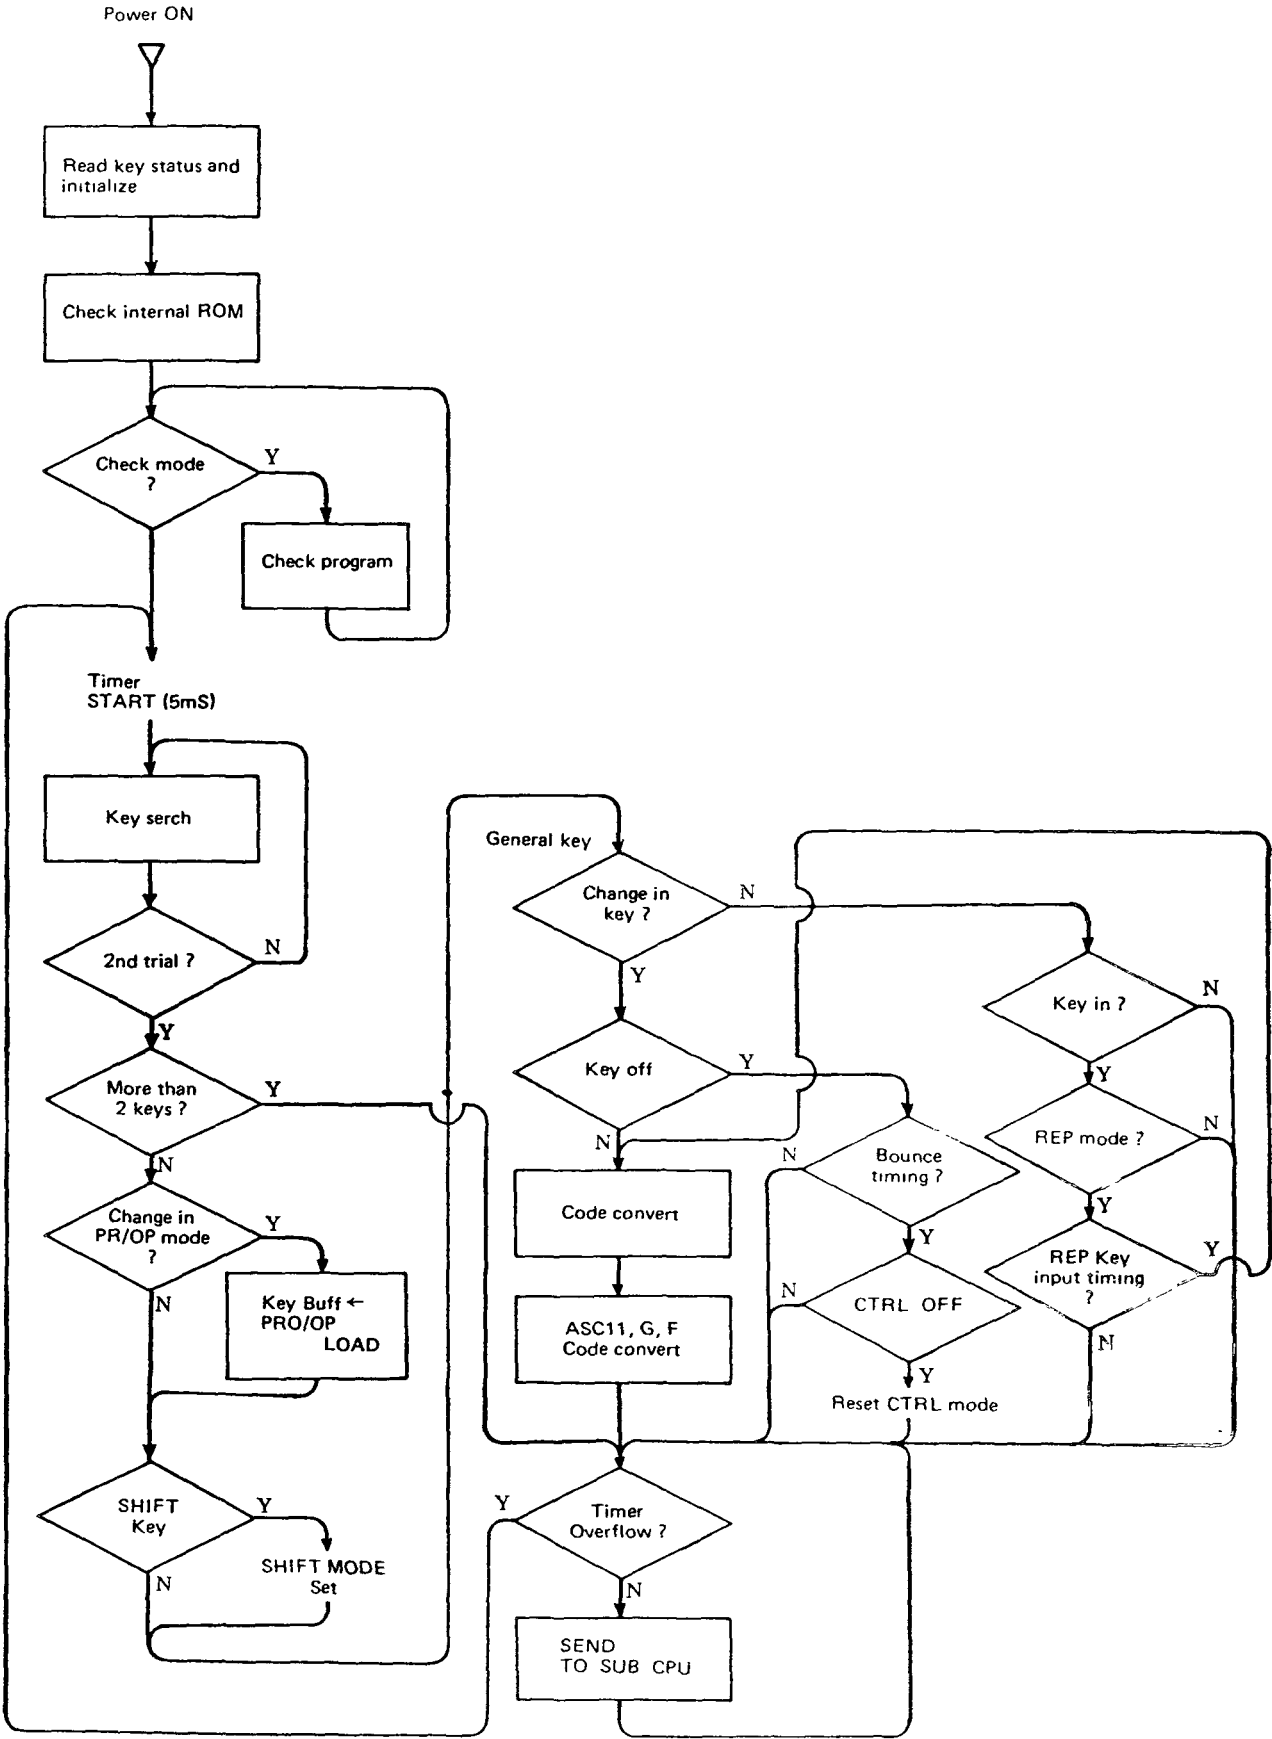 Power ON
Read key status and
initialize
Check internal ROM
Check mode
?
Y
Check program
Timer
START (5mS)
Key serch
2nd trial ?
N
Y
More than
2 keys ?
Y
N
Change in
PR/OP mode
?
Y
N
Key Buff ←
PRO/OP
LOAD
SHIFT
Key
Y
N
SHIFT MODE
Set
General key
Change in
key ?
N
Y
Key off
Y
N
Code convert
ASC11, G, F
Code convert
Bounce
timing ?
N
Y
CTRL OFF
N
Y
Reset CTRL mode
Key in ?
N
Y
REP mode ?
N
Y
REP Key
input timing
?
Y
N
Timer
Overflow ?
Y
N
SEND
TO SUB CPU